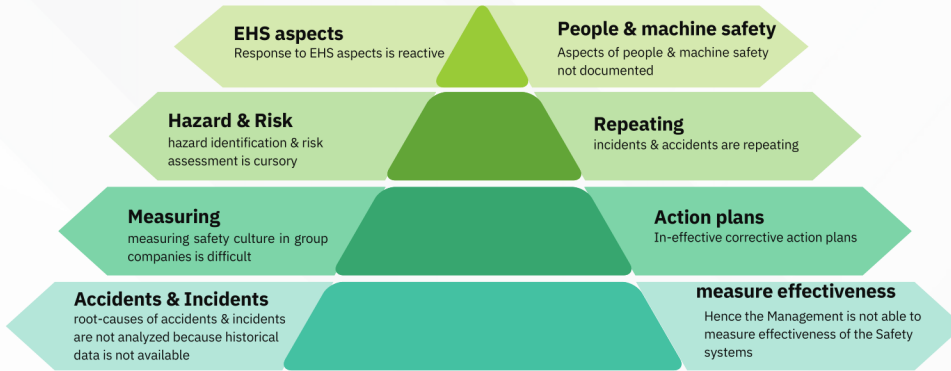 EHS aspects
Response to EHS aspects is reactive
People & machine safety
Aspects of people & machine safety
not documented
Hazard & Risk
hazard identification & risk
assessment is cursory
Repeating
incidents & accidents are repeating
Measuring
measuring safety culture in group
companies is difficult
Action plans
In-effective corrective action plans
Accidents & Incidents
root-causes of accidents & incidents
are not analyzed because historical
data is not available
measure effectiveness
Hence the Management is not able to
measure effectiveness of the Safety
systems